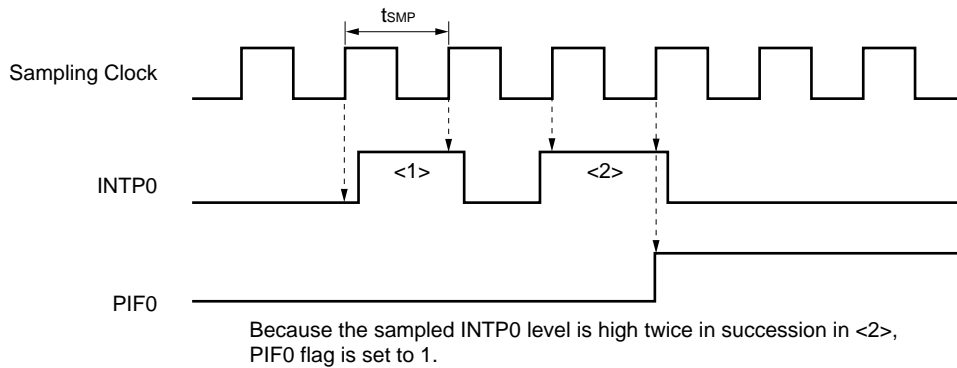 tSMP
Sampling Clock
INTP0
<1>
<2>
PIF0
Because the sampled INTP0 level is high twice in succession in <2>,
PIF0 flag is set to 1.